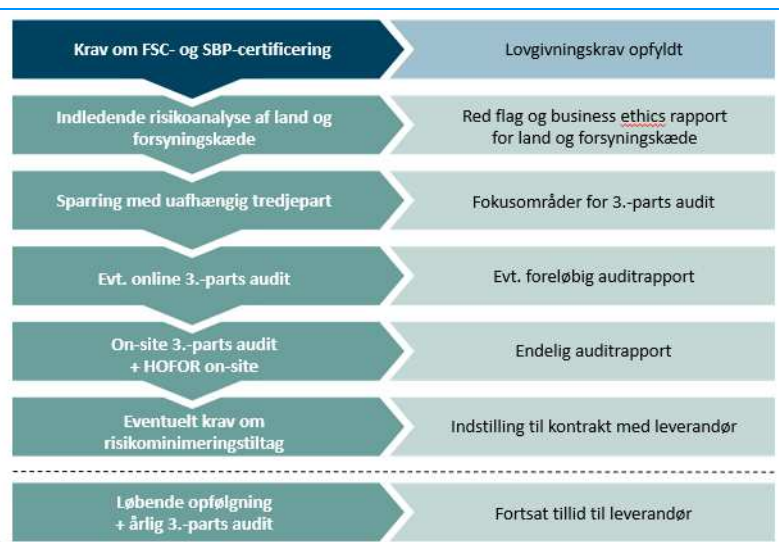 Krav om FSC- og SBP-certificering
Lovgivningskrav opfyldt
Indledende risikoanalyse af land og
forsyningskæde
Red flag og business ethics rapport
for land og forsyningskæde
Sparring med uafhængig tredjepart
Fokusområder for 3.-parts audit
Evt. online 3.-parts audit
Evt. foreløbig auditrapport
On-site 3.-parts audit
+ HOFOR on-site
Endelig auditrapport
Eventuelt krav om
risikominimeringstiltag
Indstilling til kontrakt med leverandør
Løbende opfølgning
+ årlig 3.-parts audit
Fortsat tillid til leverandør